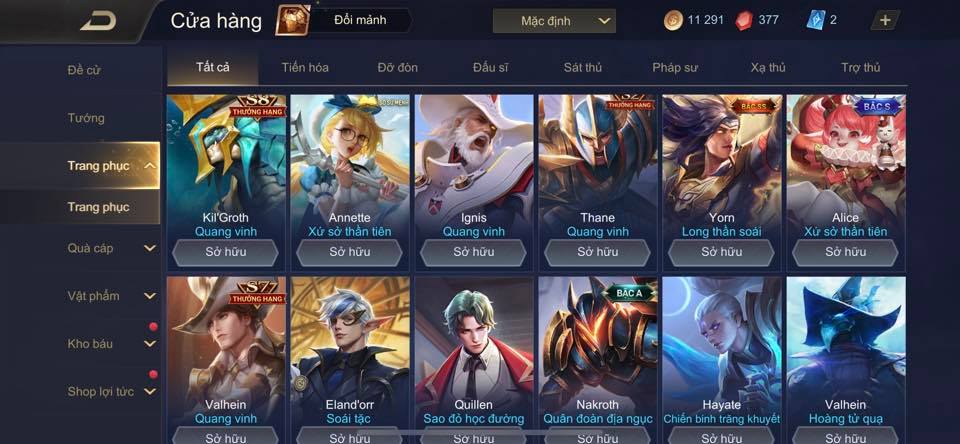 Cửa hàng
Đổi mảnh
Mặc định
11 291
377
2
Đề cử
Tướng
Trang phục
Trang phục
Quà cáp
Vật phẩm
Kho báu
Shop lợi tức
Tất cả
Tiến hóa
Đỡ đòn
Đấu sĩ
Sát thủ
Pháp sư
Xạ thủ
Trợ thủ
S8
THƯỞNG HẠNG
Kil'Groth
Quang vinh
Sở hữu
SỐ SỨ MỆNH
Annette
Xứ sở thần tiên
Sở hữu
Ignis
Quang vinh
Sở hữu
S2
THƯỞNG HẠNG
Thane
Quang vinh
Sở hữu
BẬC SS
Yorn
Long thần soái
Sở hữu
BẬC S
Alice
Xứ sở thần tiên
Sở hữu
S7
THƯỞNG HẠNG
Valhein
Quang vinh
Sở hữu
Eland'orr
Soái tặc
Sở hữu
Quillen
Sao đỏ học đường
Sở hữu
BẬC A
Nakroth
Quân đoàn địa ngục
Sở hữu
Hayate
Chiến binh trăng khuyết
Sở hữu
Valhein
Hoàng tử quạ
Sở hữu